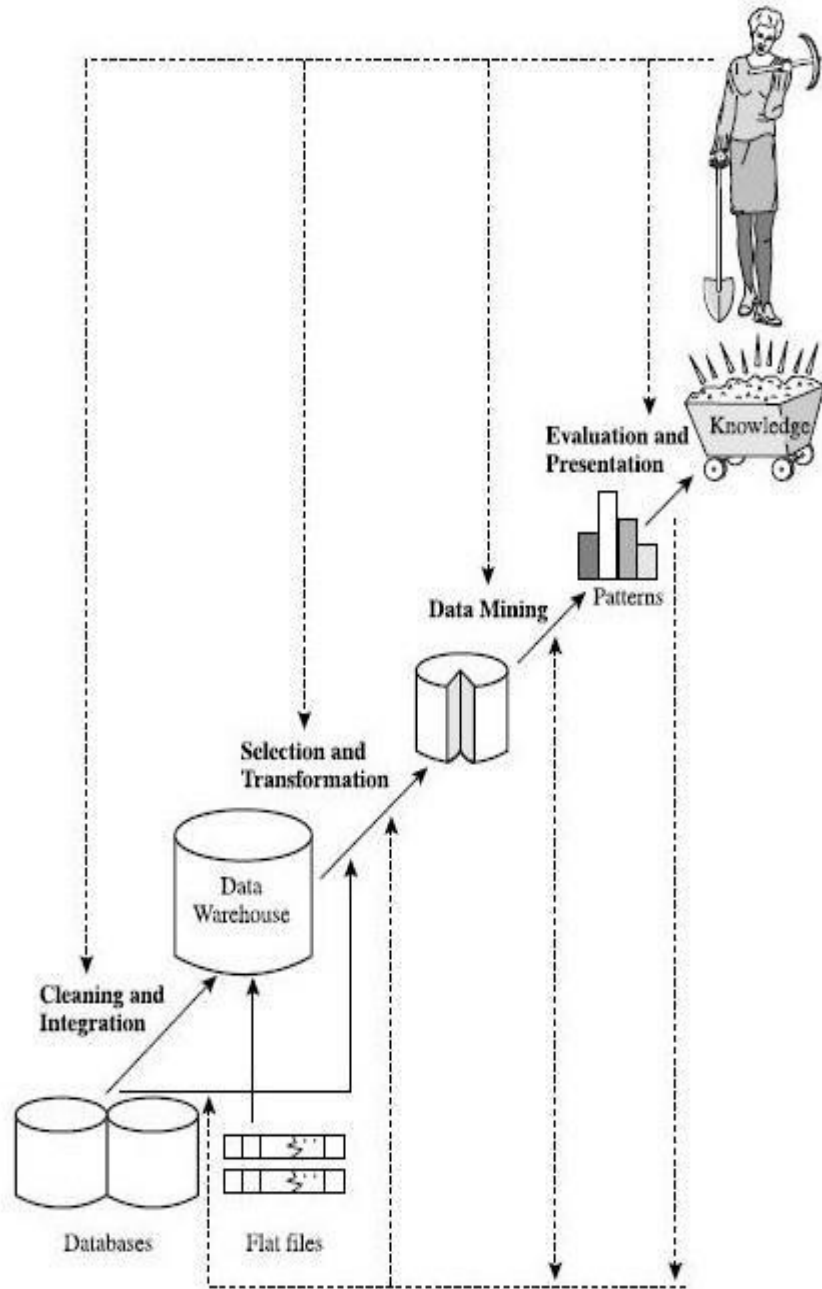 Knowledge
Evaluation and
Presentation
Patterns
Data Mining
Selection and
Transformation
Data
Warehouse
Cleaning and
Integration
Databases
Flat files